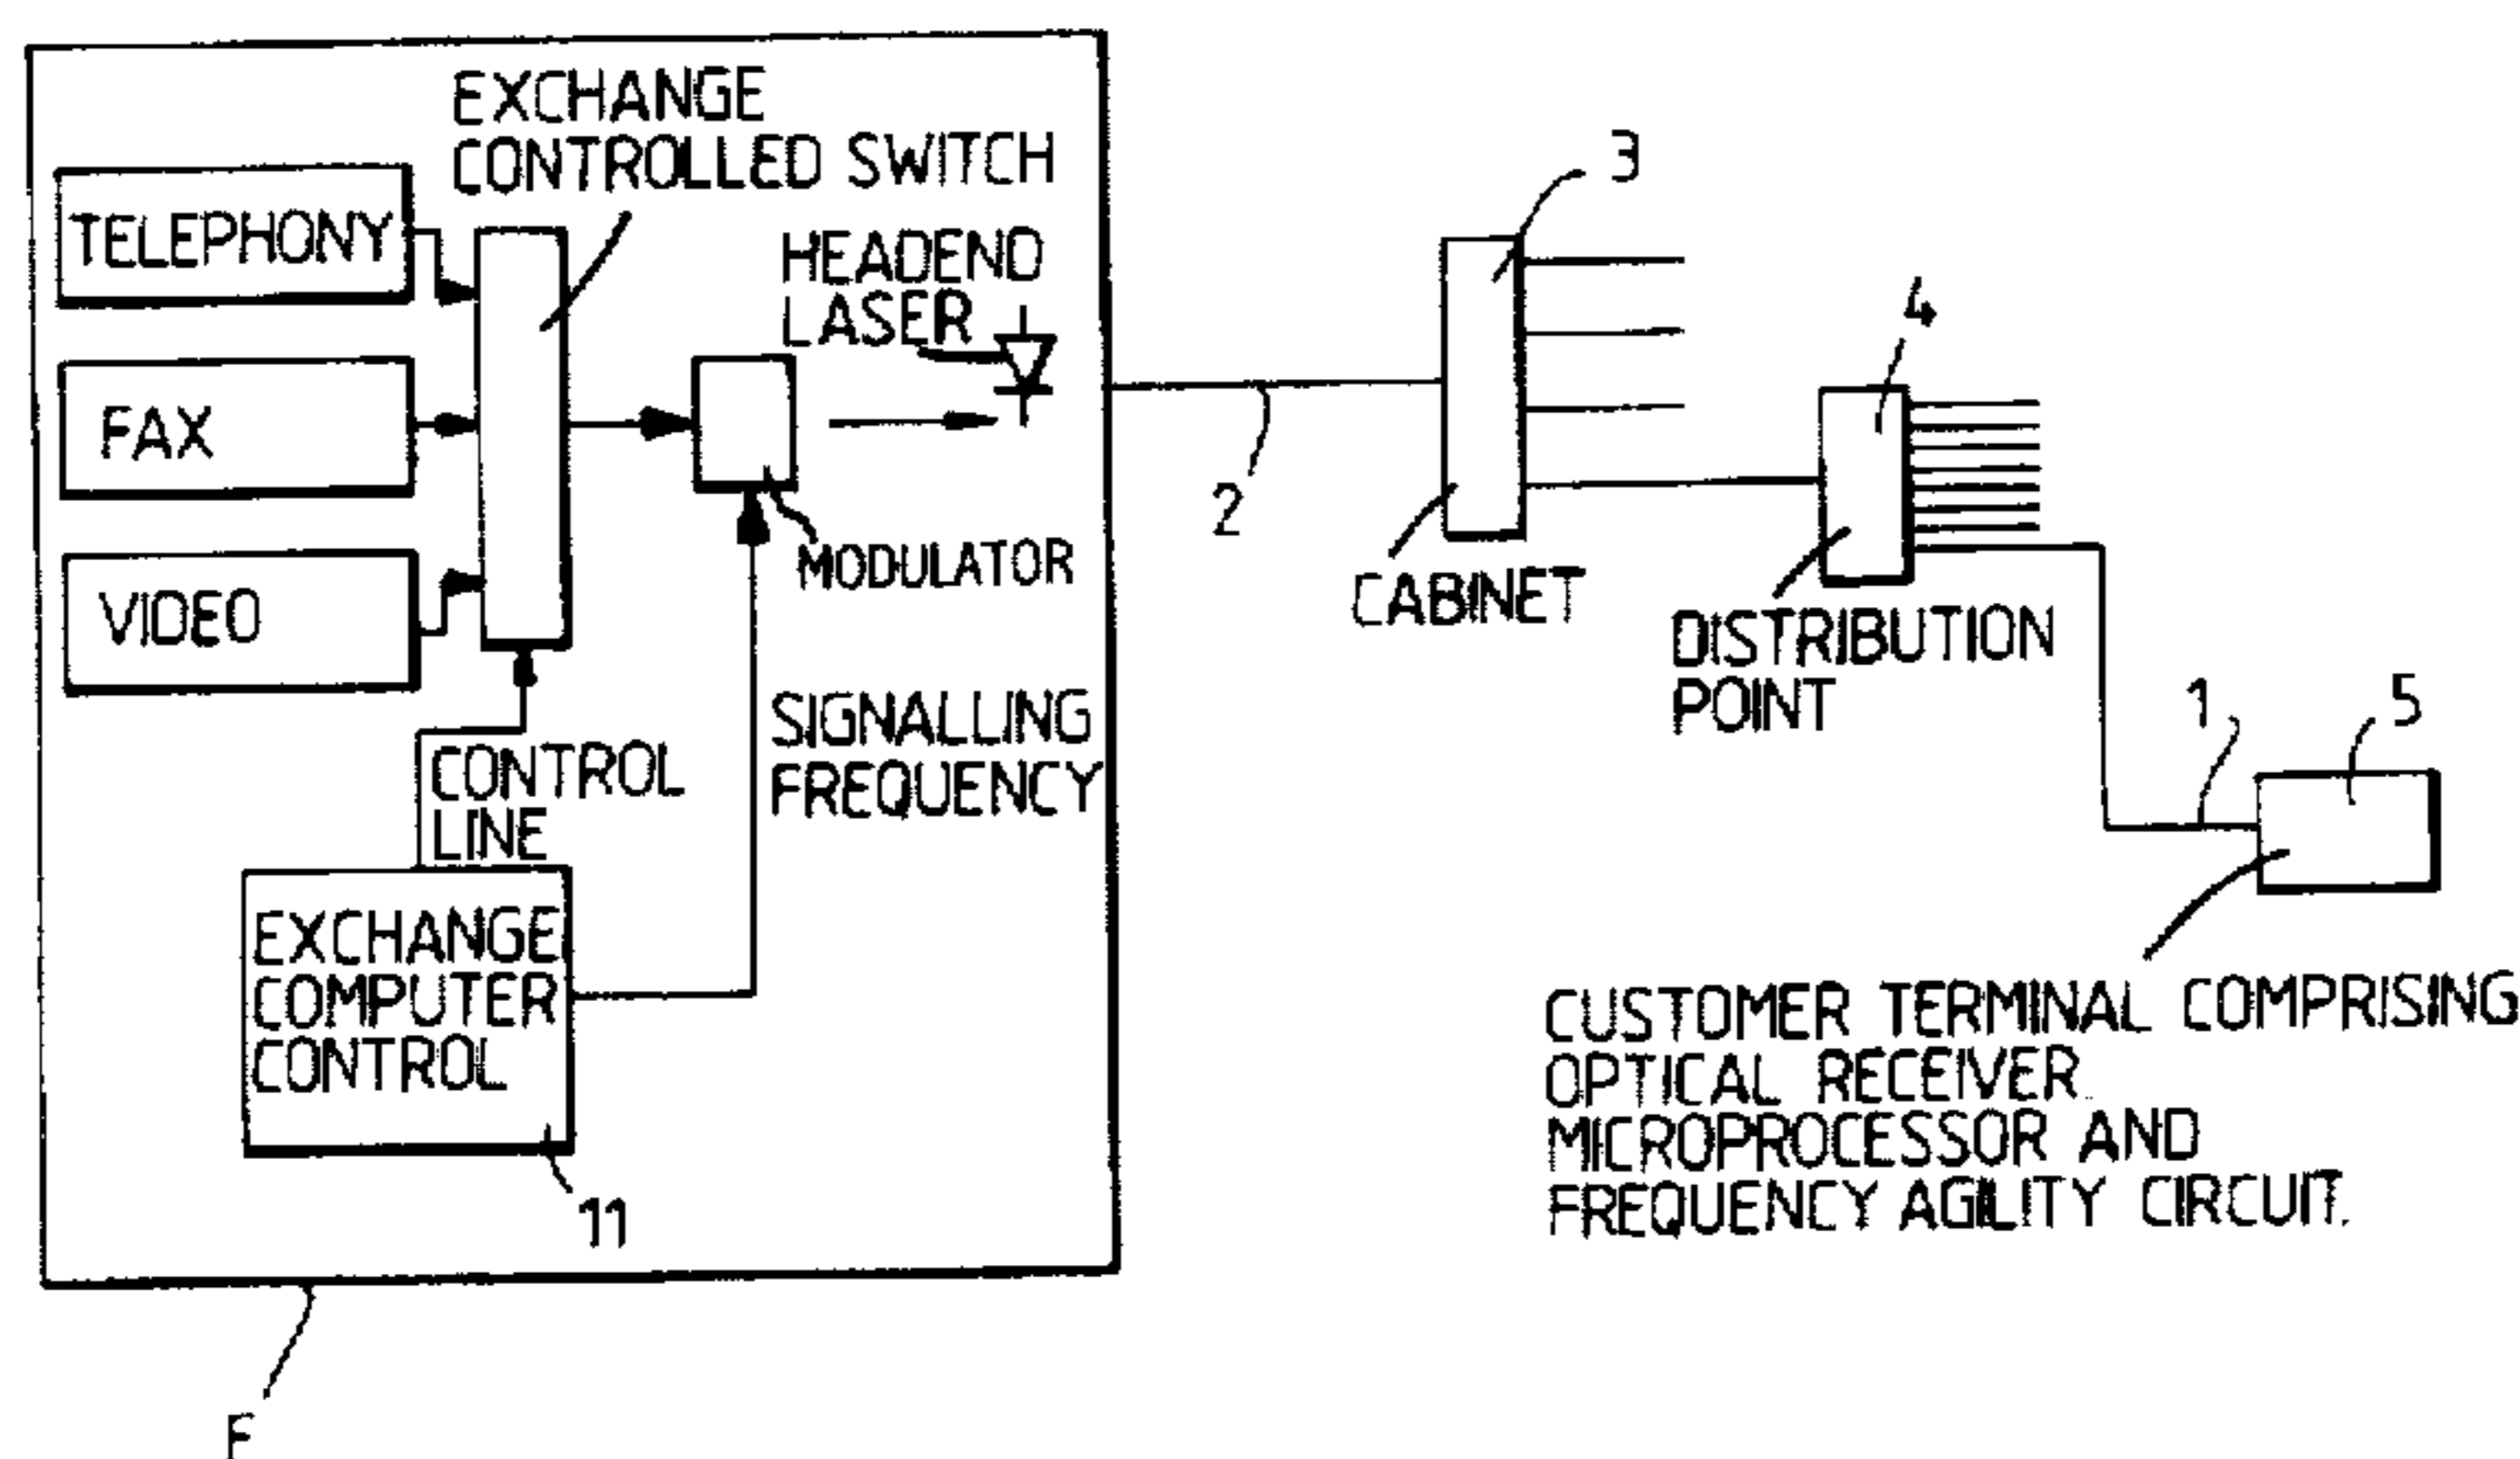 EXCHANGE
CONTROLLED SWITCH
TELEPHONY
HEADEND
LASER
FAX
MODULATOR
VIDEO
SIGNALLING
FREQUENCY
CONTROL
LINE
EXCHANGE
COMPUTER
CONTROL
11
3
4
2
CABINET
DISTRIBUTION
POINT
1
5
CUSTOMER TERMINAL COMPRISING
OPTICAL RECEIVER
MICROPROCESSOR AND
FREQUENCY AGILITY CIRCUIT.